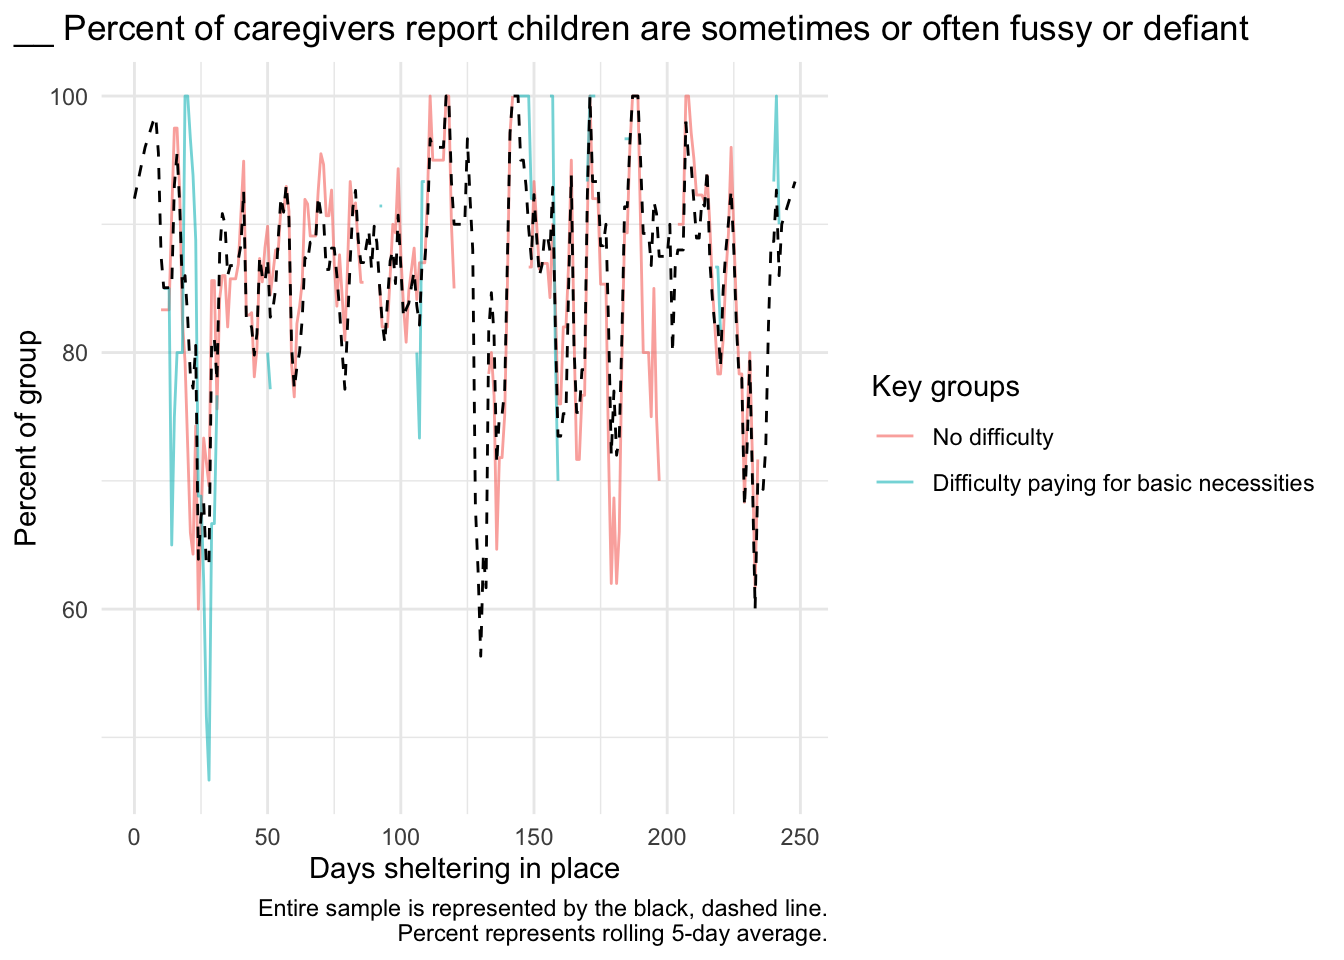 __ Percent of caregivers report children are sometimes or often fussy or defiant
100
80
60
Percent of group
0 50 100 150 200 250
Days sheltering in place
Key groups
No difficulty
Difficulty paying for basic necessities
Entire sample is represented by the black, dashed line.
Percent represents rolling 5-day average.